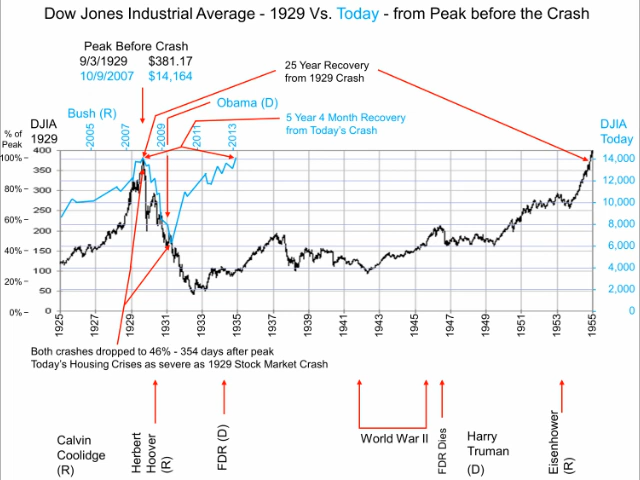 Dow Jones Industrial Average - 1929 Vs. Today - from Peak before the Crash
Peak Before Crash
9/3/1929 $381.17
10/9/2007 $14,164
25 Year Recovery
from 1929 Crash
Bush (R)
Obama (D)
5 Year 4 Month Recovery
from Today's Crash
% of
Peak
DJIA
1929
DJIA
Today
2005 2007 2009 2011 2013
100% 80% 60% 40% 20% 0%
400 350 300 250 200 150 100 50 0
14,000 12,000 10,000 8,000 6,000 4,000 2,000 0
1925 1927 1929 1931 1933 1935 1937 1939 1941 1943 1945 1947 1949 1951 1953 1955
Both crashes dropped to 46% - 354 days after peak
Today's Housing Crises as severe as 1929 Stock Market Crash
Calvin
Coolidge
(R)
Herbert
Hoover
(R)
FDR (D)
World War II
FDR Dies
Harry
Truman
(D)
Eisenhower
(R)